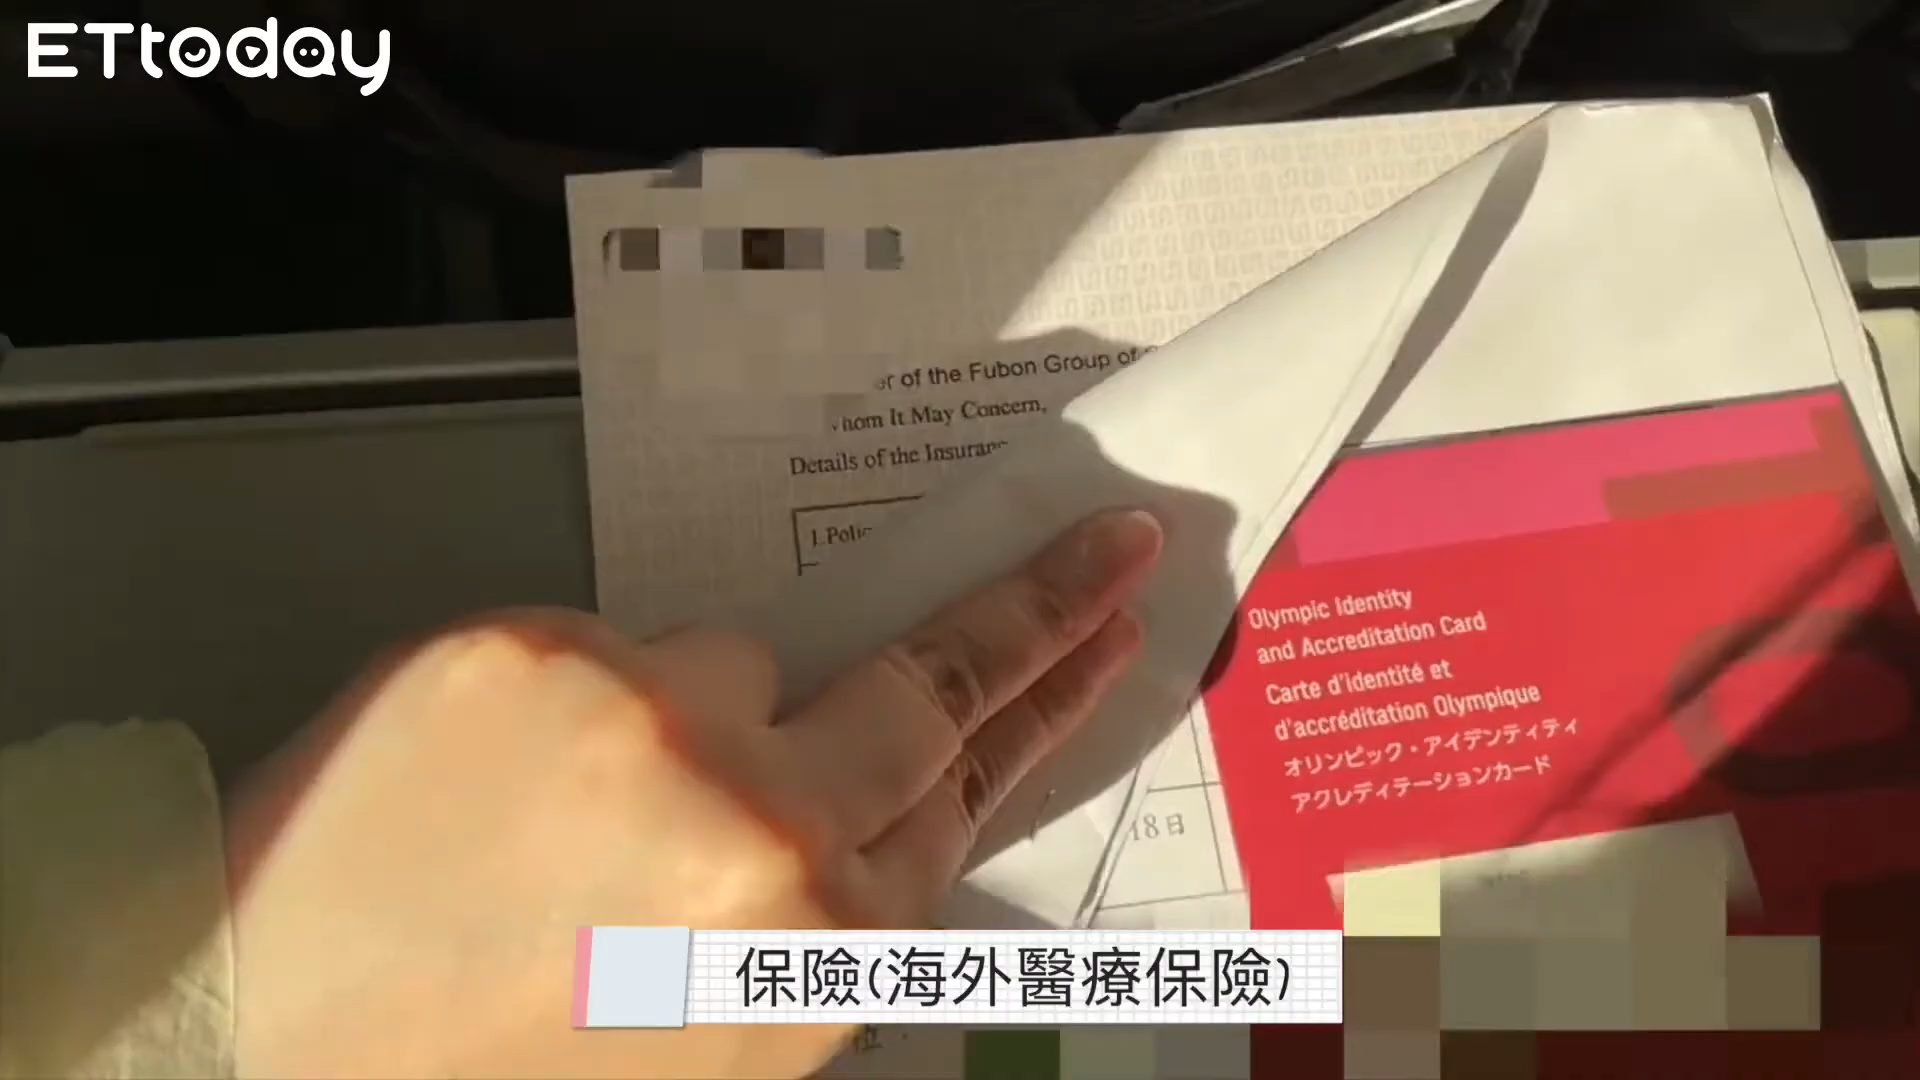 ETtoday
of the Fubon Group of
It May Concern,
Details of the
1.
Olympic Identity
and Accreditation Card
Carte d'identité et
d'accréditation Olympique
オリンピック・アイデンティティ
アクレディテーションカード
18日
保險(海外醫療保險)